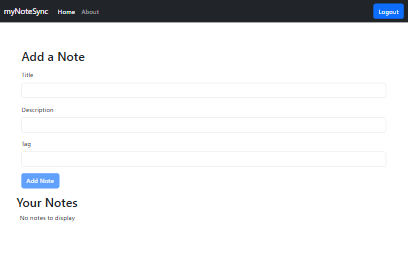 myNoteSync Home About Logout
Add a Note
Title
Description
Tag
Add Note
Your Notes
No notes to display